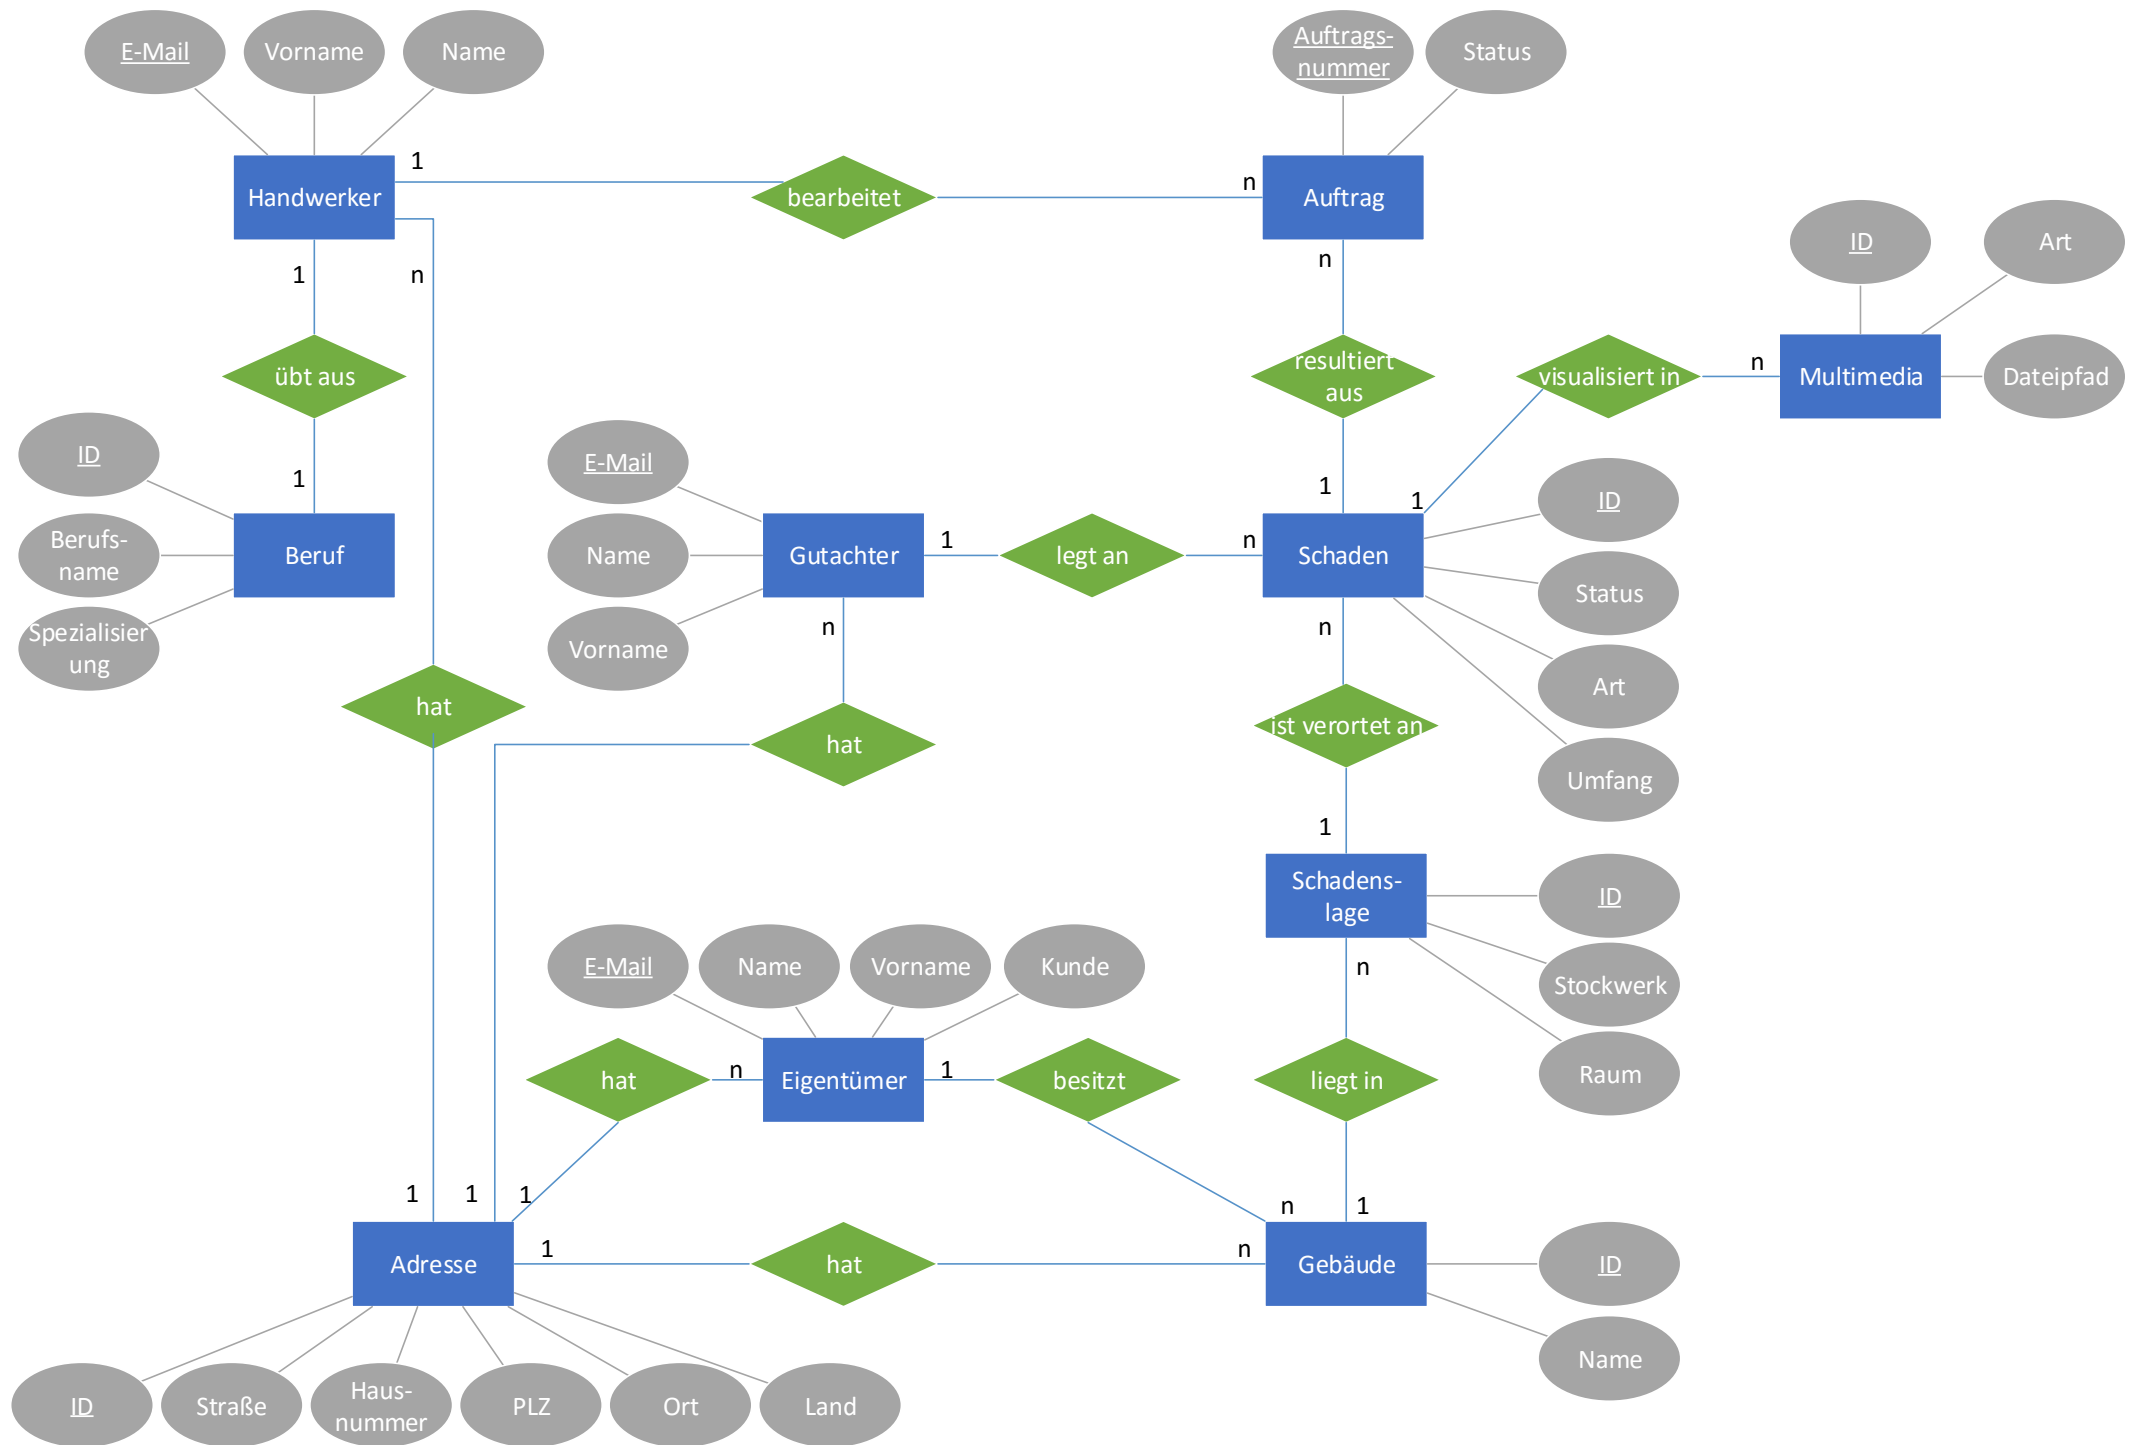 E-Mail
Vorname
Name
Auftrags-
nummer
Status
1
Handwerker
bearbeitet
n
Auftrag
ID
Art
1
n
n
übt aus
resultiert
aus
visualisiert in
n
Multimedia
Dateipfad
ID
1
E-Mail
1
1
ID
Berufs-
name
Beruf
Name
Gutachter
1
legt an
n
Schaden
Status
Spezialisier
ung
Vorname
n
n
Art
hat
hat
ist verortet an
Umfang
1
Schadens-
lage
ID
E-Mail
Name
Vorname
Kunde
n
Stockwerk
hat
n
Eigentümer
1
besitzt
liegt in
Raum
1
1
1
n
1
Adresse
1
hat
n
Gebäude
ID
Name
ID
Straße
Haus-
nummer
PLZ
Ort
Land